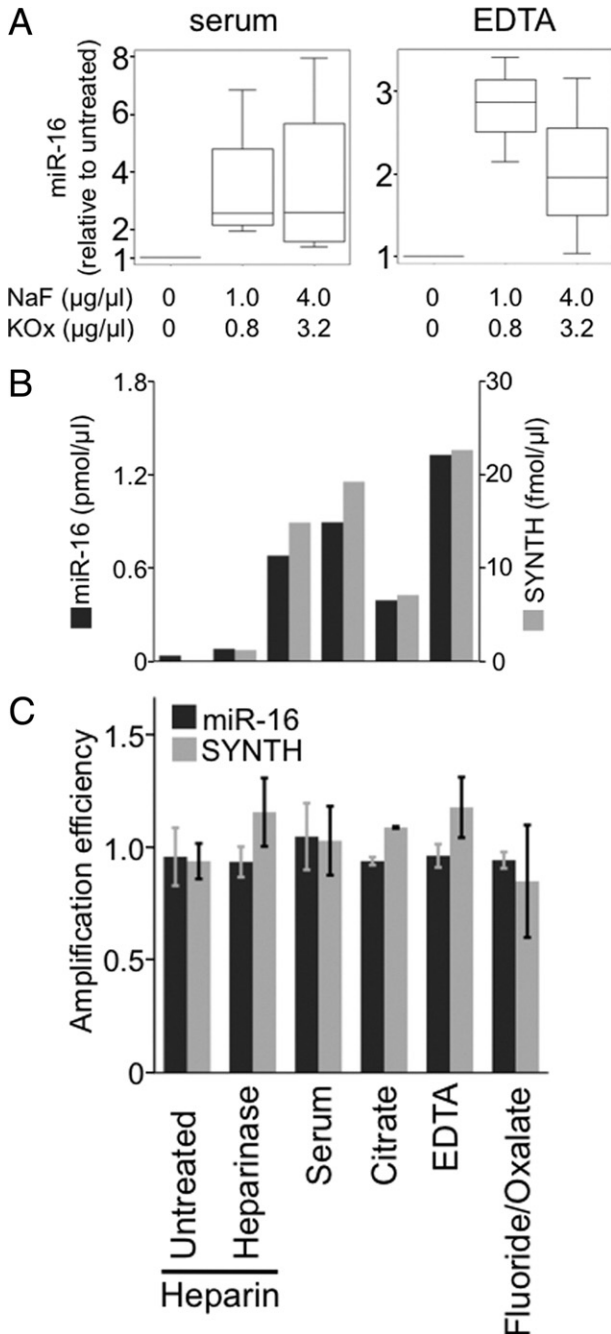 A
serum EDTA
miR-16
(relative to untreated)
8
6
4
2
1
3
2
1
NaF (µg/µl) 0 1.0 4.0 0 1.0 4.0
KOx (µg/µl) 0 0.8 3.2 0 0.8 3.2
B
miR-16 (pmol/µl)
1.8
1.2
0.6
0
30
20
10
0
SYNTH (fmol/µl)
C
miR-16
SYNTH
Amplification efficiency
1.5
1.0
0.5
0
Untreated
Heparinase
Serum
Citrate
EDTA
Fluoride/Oxalate
Heparin